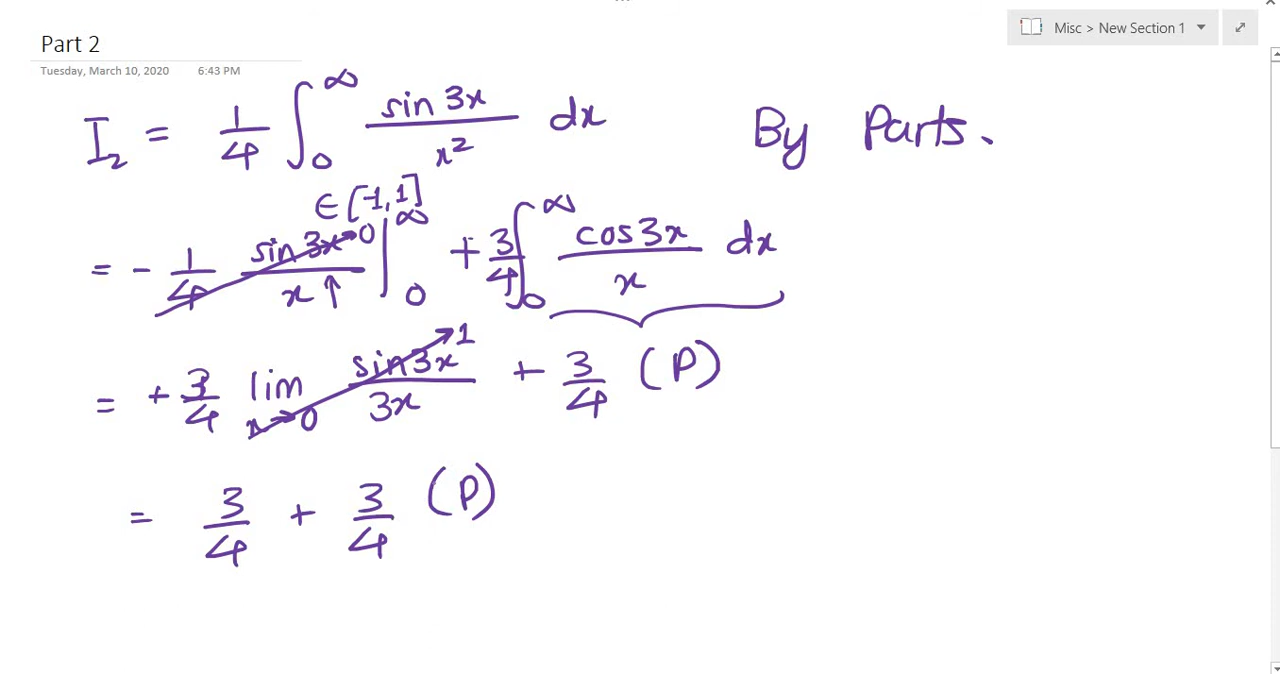 Misc > New Section 1
Part 2
Tuesday, March 10, 2020 6:43 PM
I₂ = 1/4 ∫₀^∞ sin 3x / x² dx By Parts.
= - 1/4 sin 3x → 0 ∈ [-1,1] / x ↑ |₀^∞ + 3/4 ∫₀^∞ cos 3x / x dx
= + 3/4 lim x→0 sin 3x / 3x → 1 + 3/4 (P)
= 3/4 + 3/4 (P)